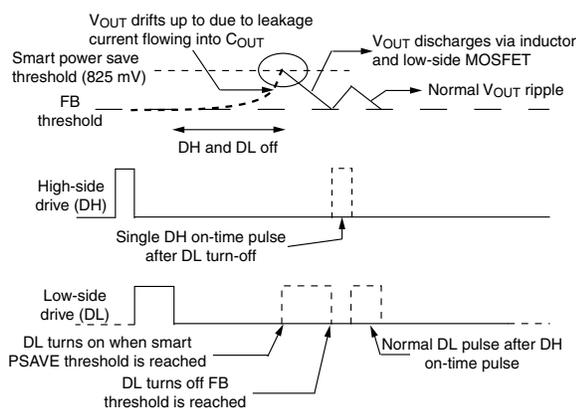 VOUT drifts up to due to leakage
current flowing into COUT
Smart power save
threshold (825 mV)
VOUT discharges via inductor
and low-side MOSFET
FB
threshold
Normal VOUT ripple
DH and DL off
High-side
drive (DH)
Single DH on-time pulse
after DL turn-off
Low-side
drive (DL)
DL turns on when smart
PSAVE threshold is reached
Normal DL pulse after DH
on-time pulse
DL turns off FB
threshold is reached